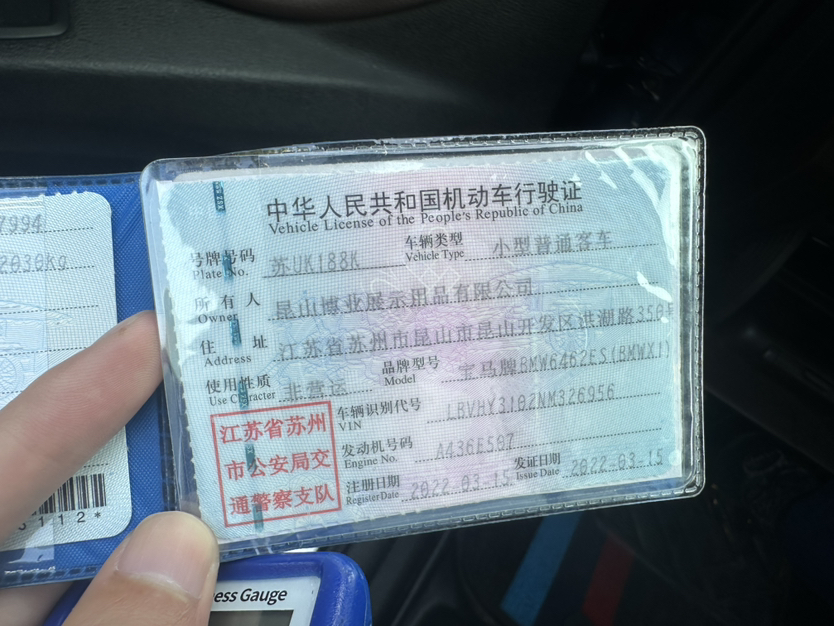 7994
2030kg
3112*
中华人民共和国机动车行驶证
Vehicle License of the People's Republic of China
号牌号码 苏UK188K 车辆类型 小型普通客车
Plate No. Vehicle Type
所有人 昆山博业展示用品有限公司
Owner
住址 江苏省苏州市昆山市昆山开发区洪湖路358号
Address
使用性质 非营运 品牌型号 宝马牌BMW6462ES(BMWX1)
Use Character Model
江苏省苏州
市公安局交
通警察支队
车辆识别代号 LBVHY3102NM326956
VIN
发动机号码 A436F507
Engine No.
注册日期 2022-03-15 发证日期 2022-03-15
Register Date Issue Date
ess Gauge